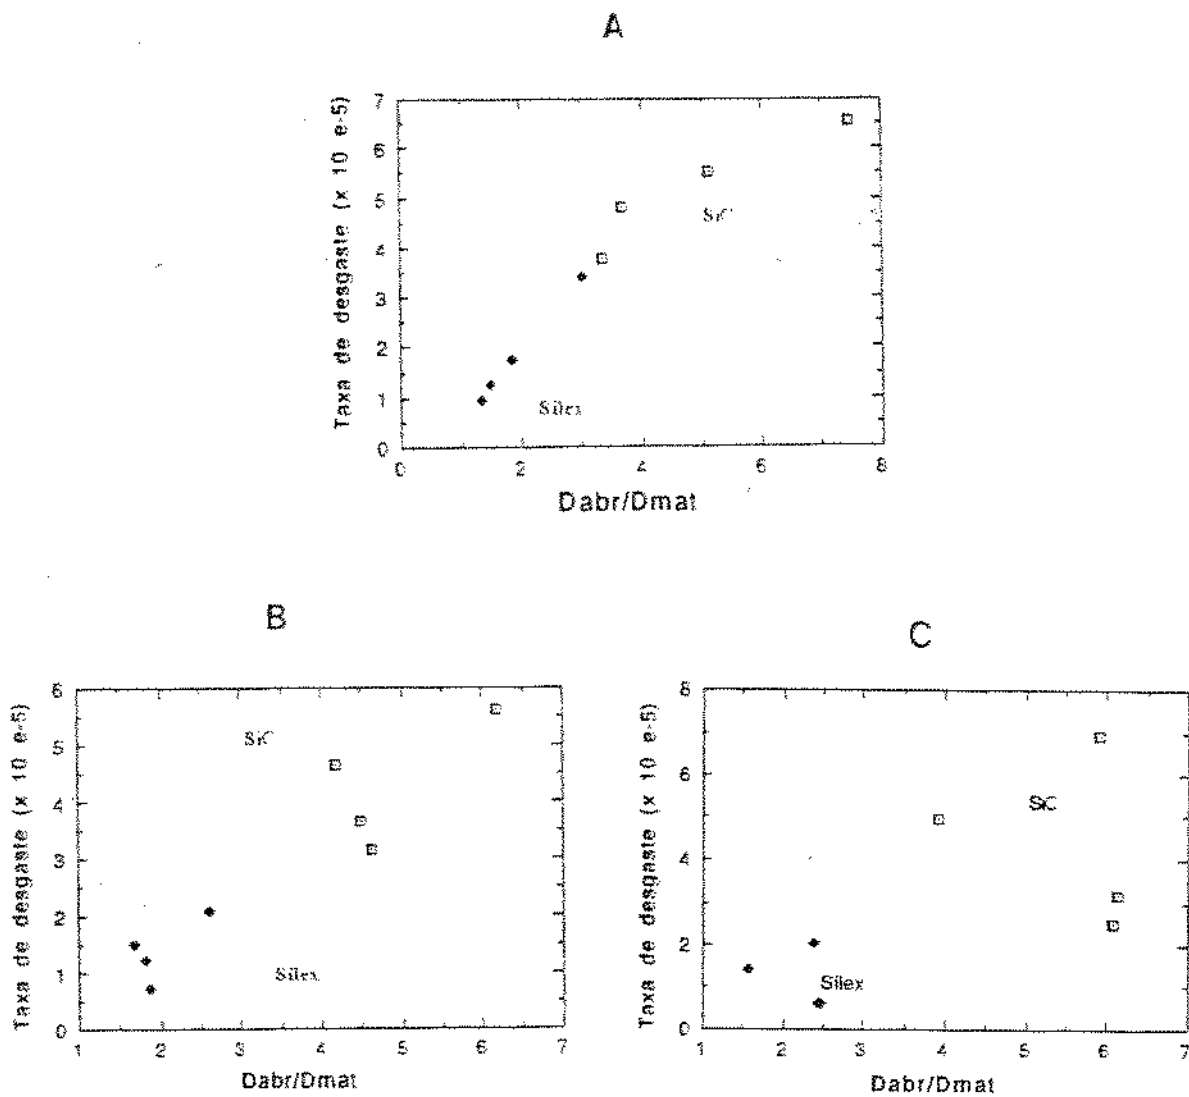 A
Taxa de desgaste (x 10 e-5)
7
6
5
4
3
2
1
0
SiC
Silex
0 2 4 6 8
Dabr/Dmat
B
Taxa de desgaste (x 10 e-5)
6
5
4
3
2
1
0
SiC
Silex
1 2 3 4 5 6 7
Dabr/Dmat
C
Taxa de desgaste (x 10 e-5)
8
6
4
2
0
SiC
Silex
1 2 3 4 5 6 7
Dabr/Dmat